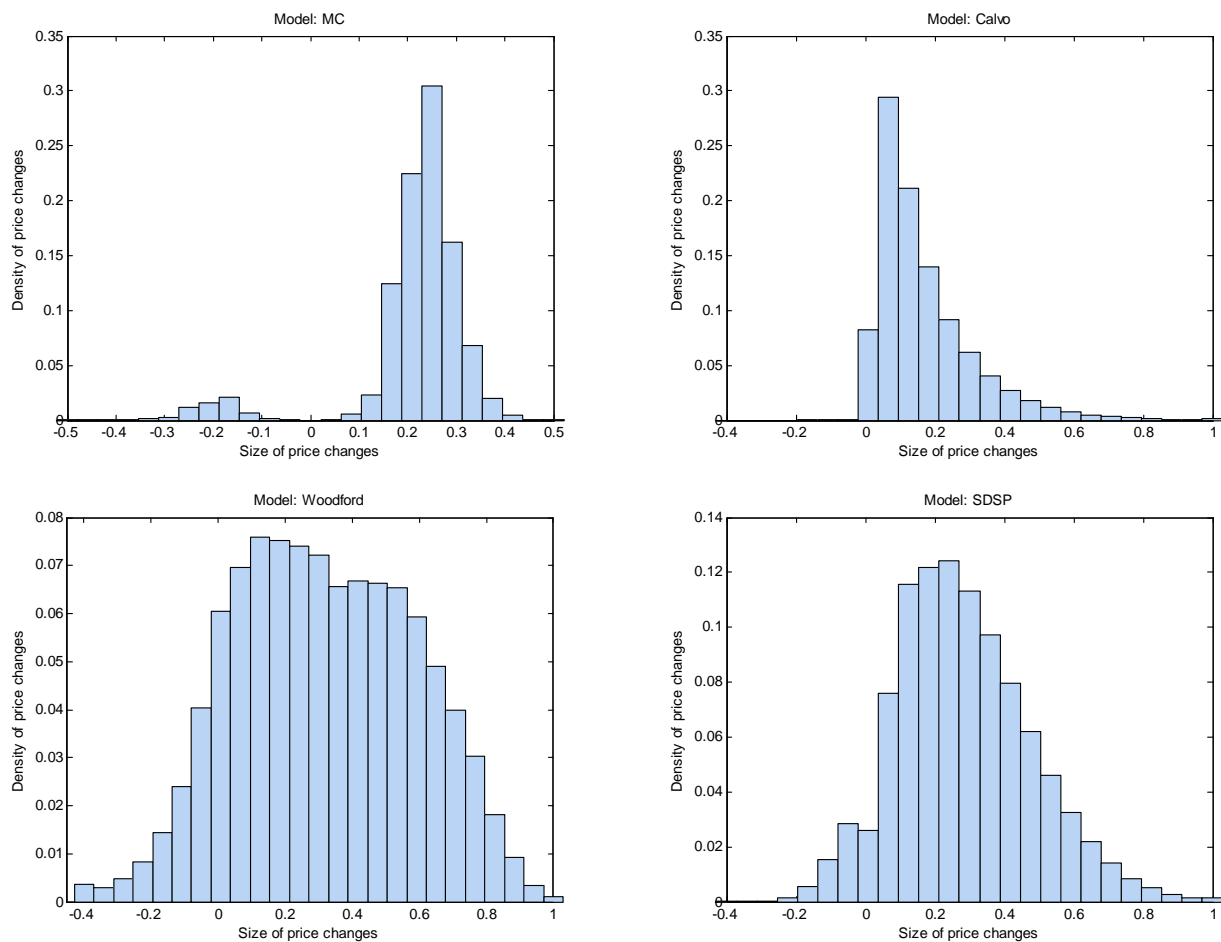 Model: MC
0.35
0.3
0.25
0.2
0.15
0.1
0.05
0
-0.5 -0.4 -0.3 -0.2 -0.1 0 0.1 0.2 0.3 0.4 0.5
Size of price changes
Density of price changes
Model: Calvo
0.35
0.3
0.25
0.2
0.15
0.1
0.05
0
-0.4 -0.2 0 0.2 0.4 0.6 0.8 1
Size of price changes
Density of price changes
Model: Woodford
0.08
0.07
0.06
0.05
0.04
0.03
0.02
0.01
0
-0.4 -0.2 0 0.2 0.4 0.6 0.8 1
Size of price changes
Density of price changes
Model: SDSP
0.14
0.12
0.1
0.08
0.06
0.04
0.02
0
-0.4 -0.2 0 0.2 0.4 0.6 0.8 1
Size of price changes
Density of price changes